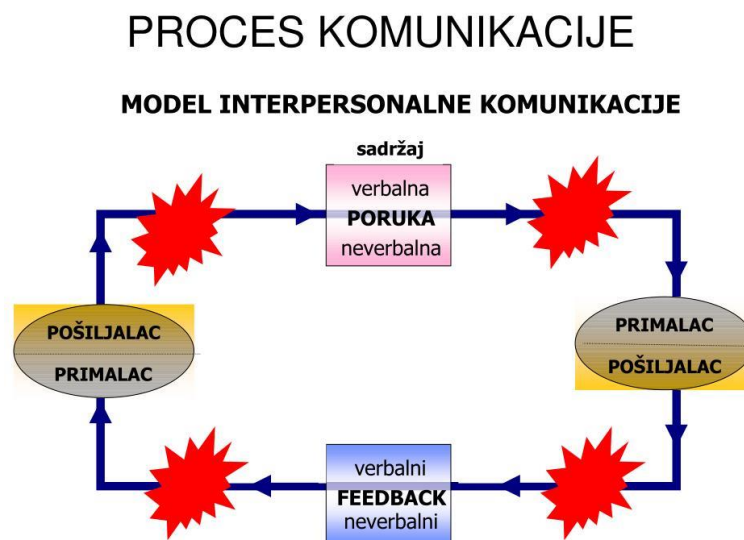 PROCES KOMUNIKACIJE
MODEL INTERPERSONALNE KOMUNIKACIJE
sadržaj
verbalna
PORUKA
neverbalna
POŠILJALAC
PRIMALAC
PRIMALAC
POŠILJALAC
verbalni
FEEDBACK
neverbalni